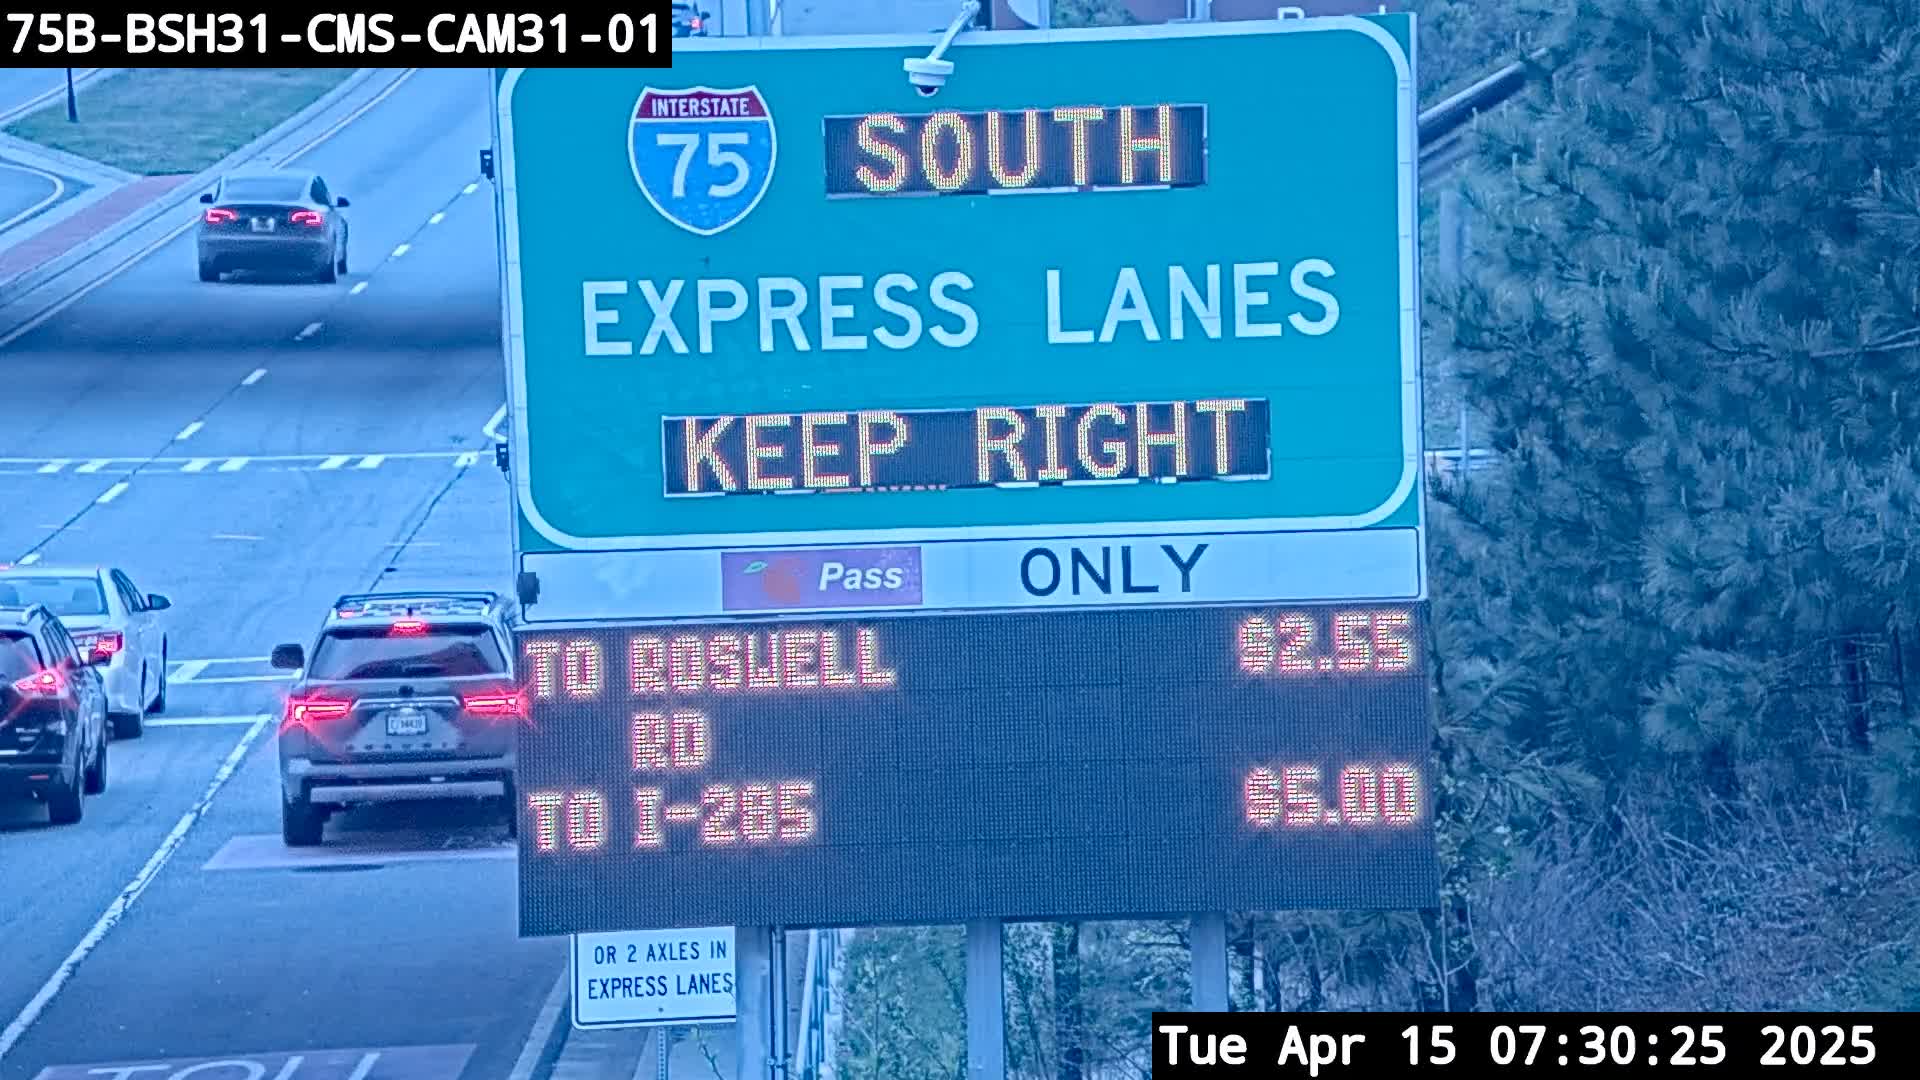 75B-BSH31-CMS-CAM31-01
INTERSTATE
75
SOUTH
EXPRESS LANES
KEEP RIGHT
Pass
ONLY
TO ROSWELL $2.55
RD
TO I-285 $5.00
OR 2 AXLES IN
EXPRESS LANES
TOLL
Tue Apr 15 07:30:25 2025